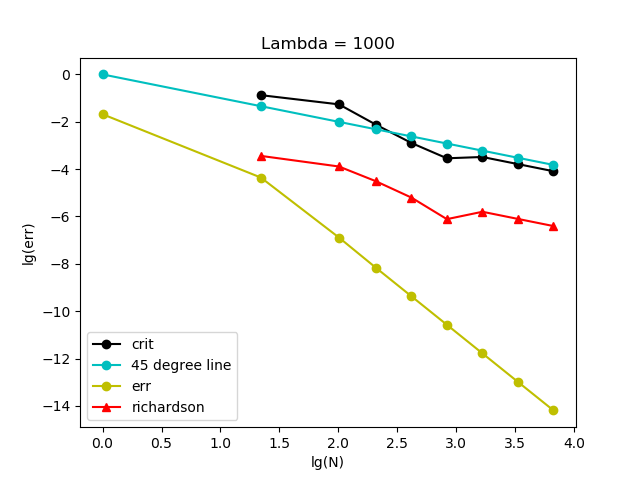 Lambda = 1000
lg(err)
0
−2
−4
−6
−8
−10
−12
−14
crit
45 degree line
err
richardson
0.0 0.5 1.0 1.5 2.0 2.5 3.0 3.5 4.0
lg(N)